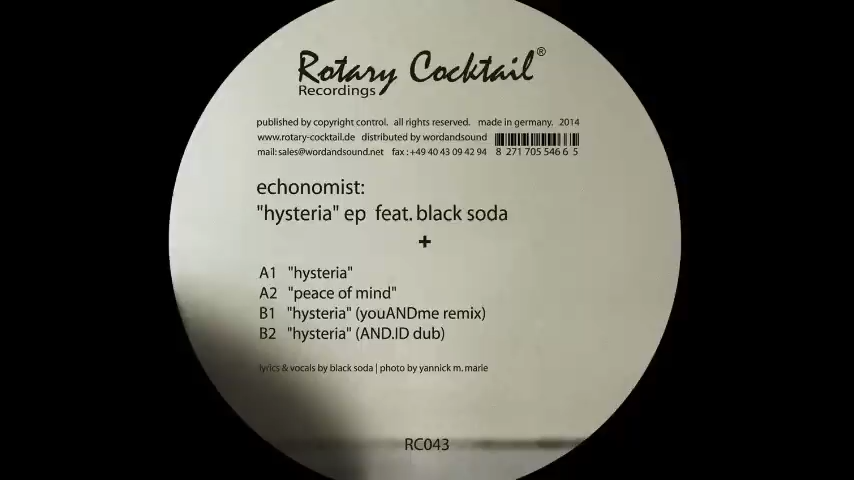 Rotary Cocktail®
Recordings
published by copyright control. all rights reserved. made in germany. 2014
www.rotary-cocktail.de distributed by wordandsound
mail: sales@wordandsound.net fax : +49 40 43 09 42 94 8 271 705 546 6 5
echonomist:
"hysteria" ep feat. black soda
+
A1 "hysteria"
A2 "peace of mind"
B1 "hysteria" (youANDme remix)
B2 "hysteria" (AND.ID dub)
lyrics & vocals by black soda | photo by yannick m. marie
RC043